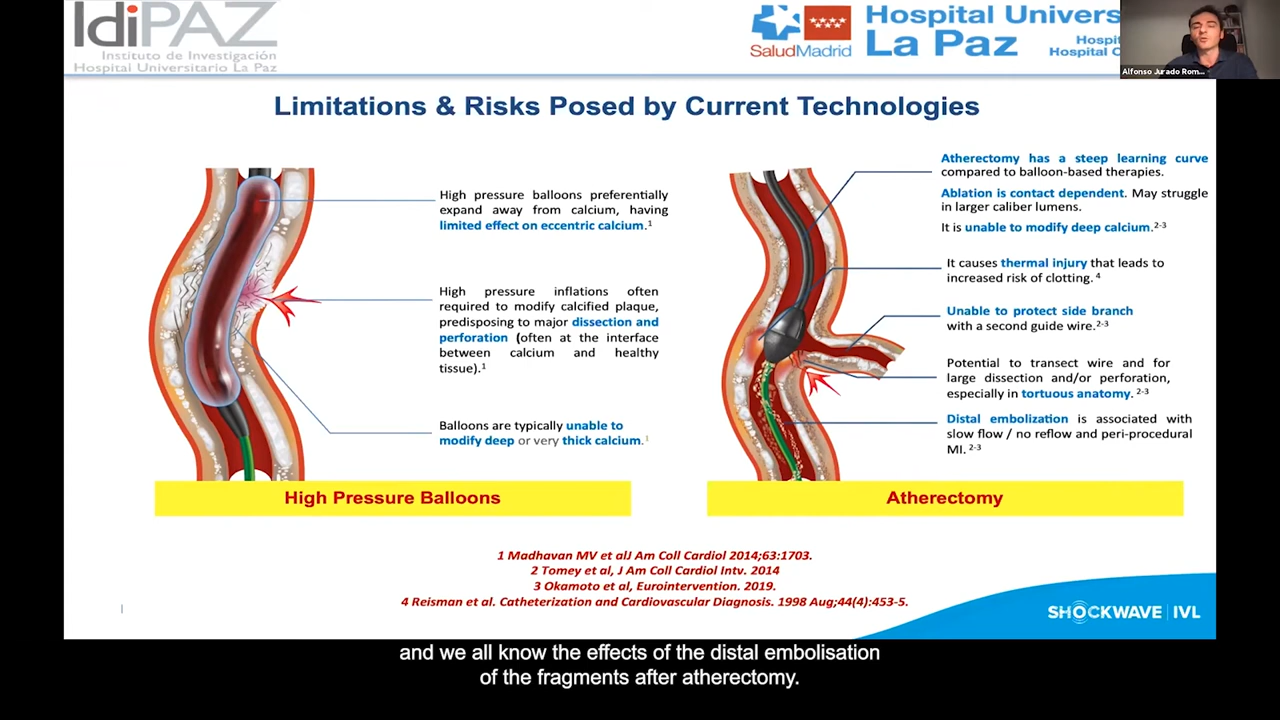 IdiPAZ
Instituto de Investigación
Hospital Universitario La Paz
SaludMadrid
Hospital Univers
La Paz
Hospi
Hospital C
Alfonso Jurado Rom...
Limitations & Risks Posed by Current Technologies
High pressure balloons preferentially
expand away from calcium, having
limited effect on eccentric calcium.1
High pressure inflations often
required to modify calcified plaque,
predisposing to major dissection and
perforation (often at the interface
between calcium and healthy
tissue).1
Balloons are typically unable to
modify deep or very thick calcium.1
High Pressure Balloons
Atherectomy has a steep learning curve
compared to balloon-based therapies.
Ablation is contact dependent. May struggle
in larger caliber lumens.
It is unable to modify deep calcium.2-3
It causes thermal injury that leads to
increased risk of clotting. 4
Unable to protect side branch
with a second guide wire.2-3
Potential to transect wire and for
large dissection and/or perforation,
especially in tortuous anatomy. 2-3
Distal embolization is associated with
slow flow / no reflow and peri-procedural
MI. 2-3
Atherectomy
1 Madhavan MV et alJ Am Coll Cardiol 2014;63:1703.
2 Tomey et al, J Am Coll Cardiol Intv. 2014
3 Okamoto et al, Eurointervention. 2019.
4 Reisman et al. Catheterization and Cardiovascular Diagnosis. 1998 Aug;44(4):453-5.
SHOCKWAVE | IVL
and we all know the effects of the distal embolisation
of the fragments after atherectomy.